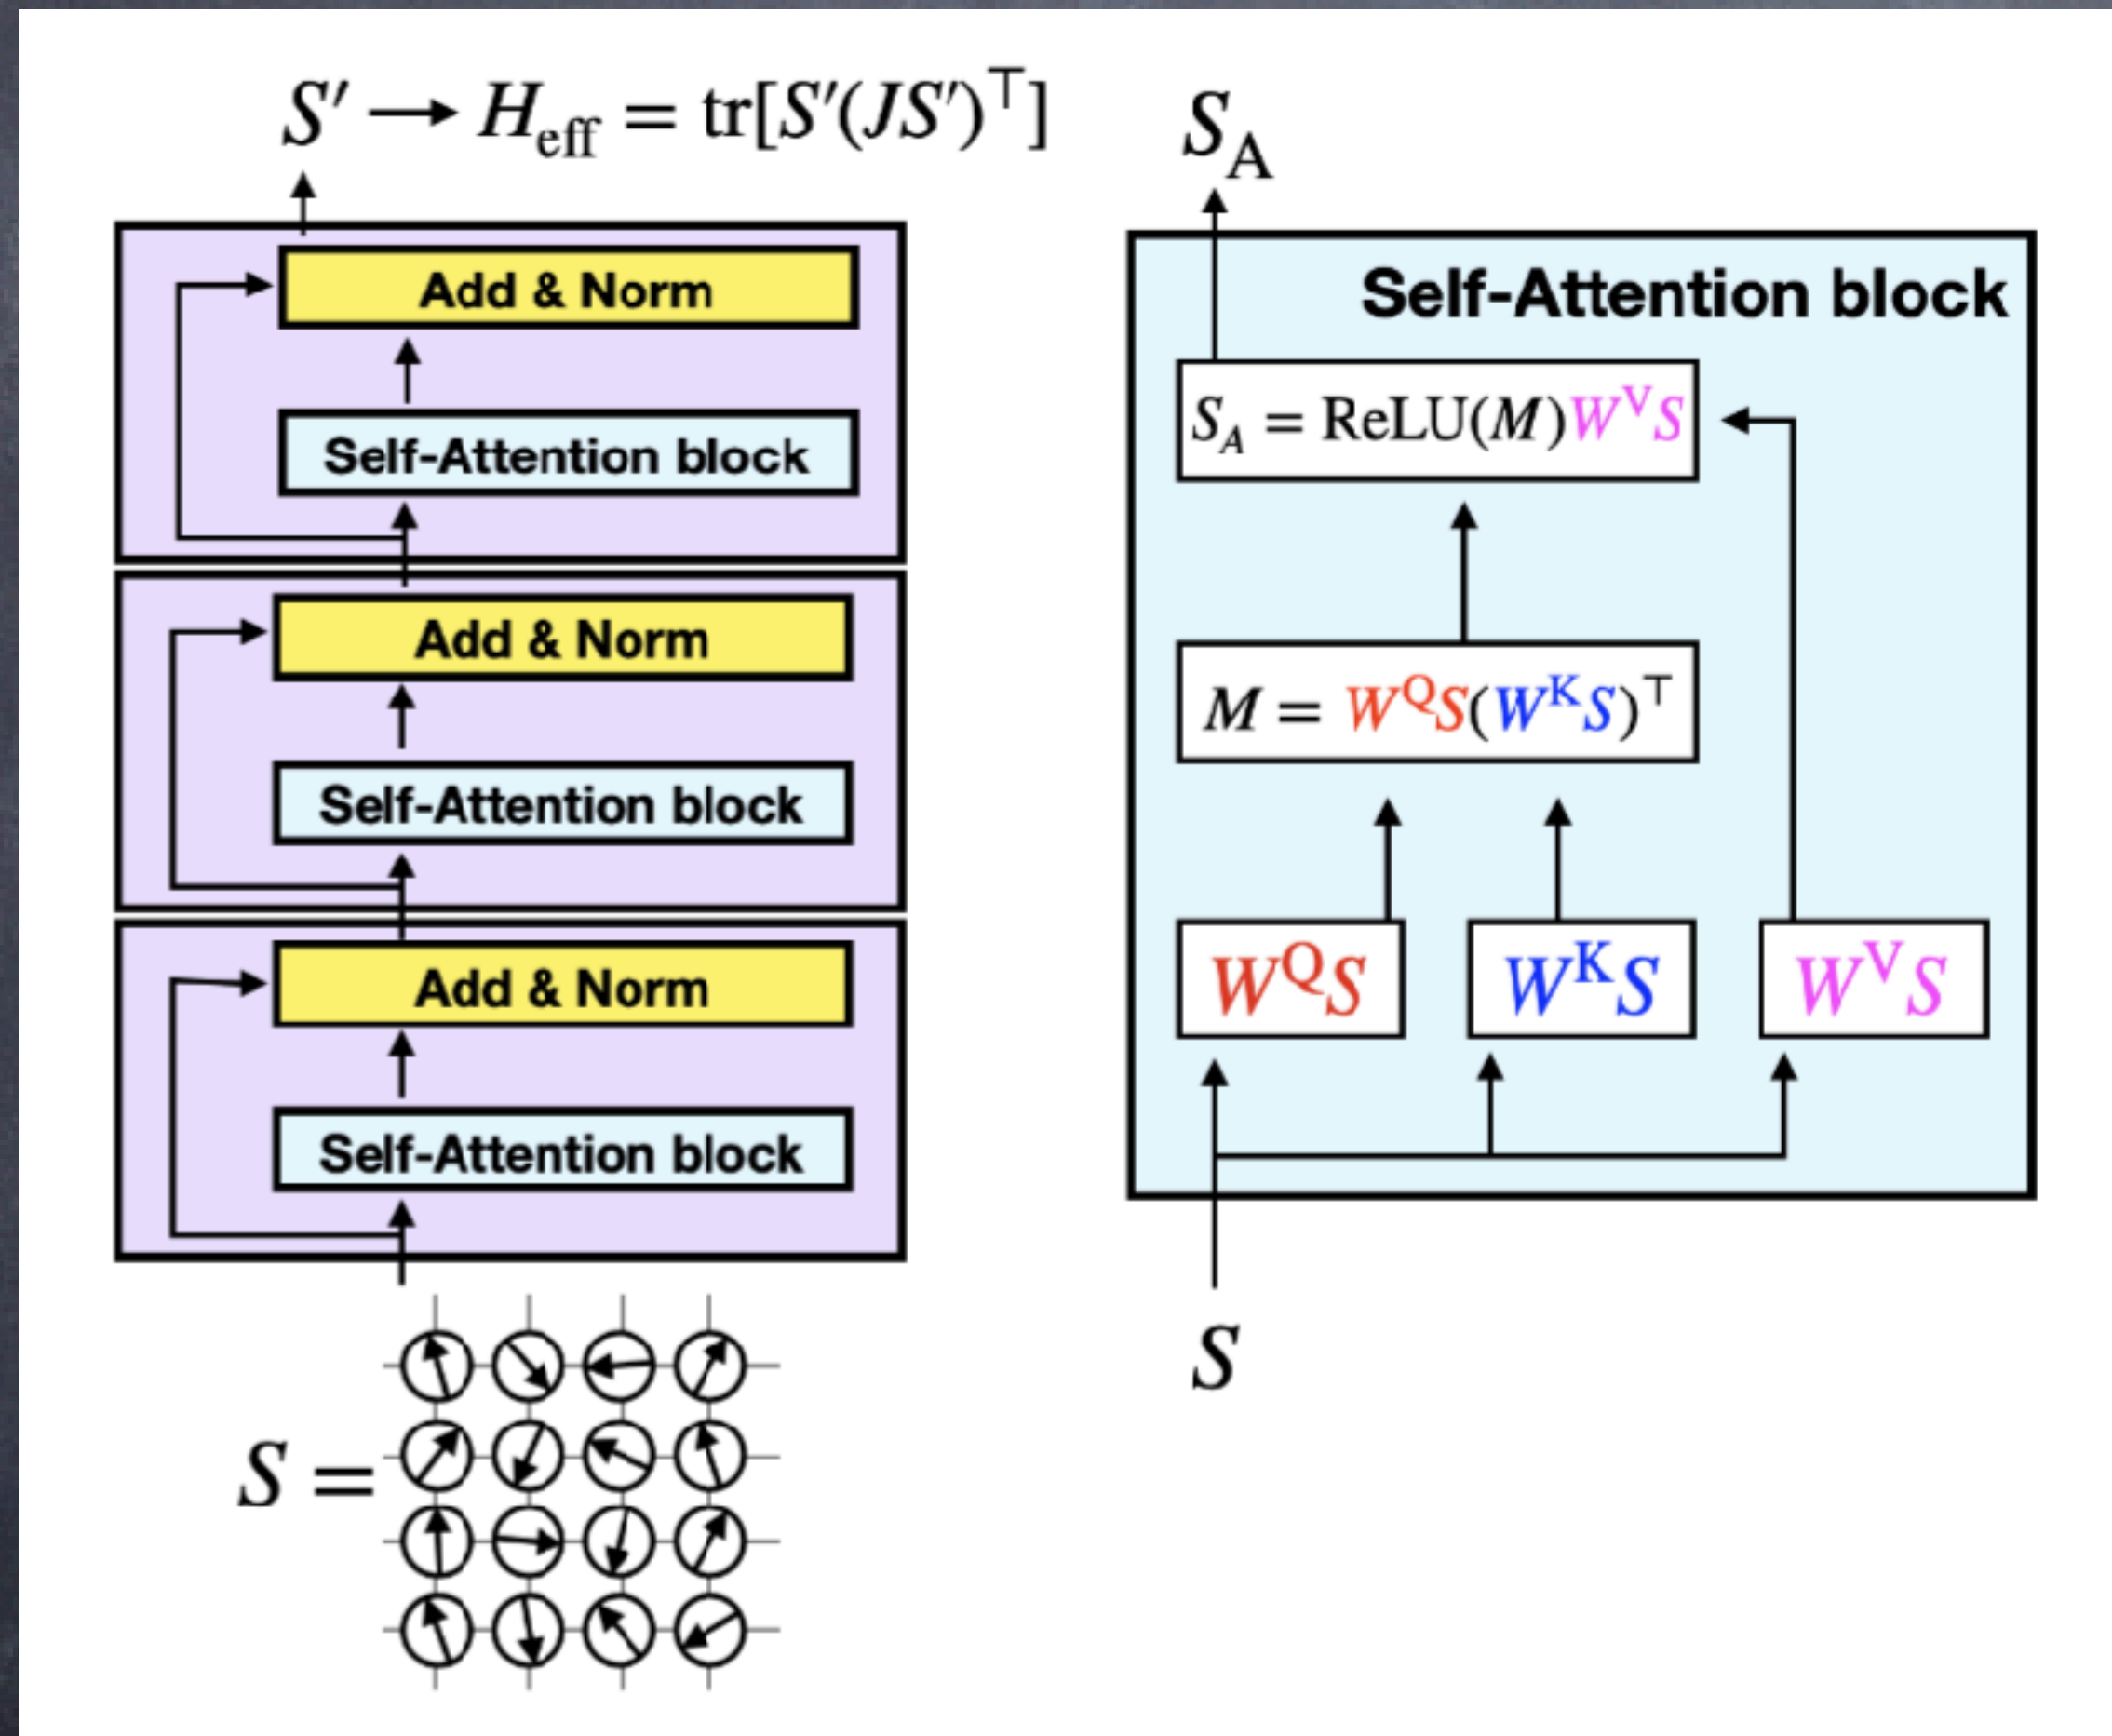 S′ → H_eff = tr[S′(JS′)^⊤]
Add & Norm
Self-Attention block
Add & Norm
Self-Attention block
Add & Norm
Self-Attention block
S =
S_A
Self-Attention block
S_A = ReLU(M)W^V S
M = W^Q S(W^K S)^⊤
W^Q S
W^K S
W^V S
S